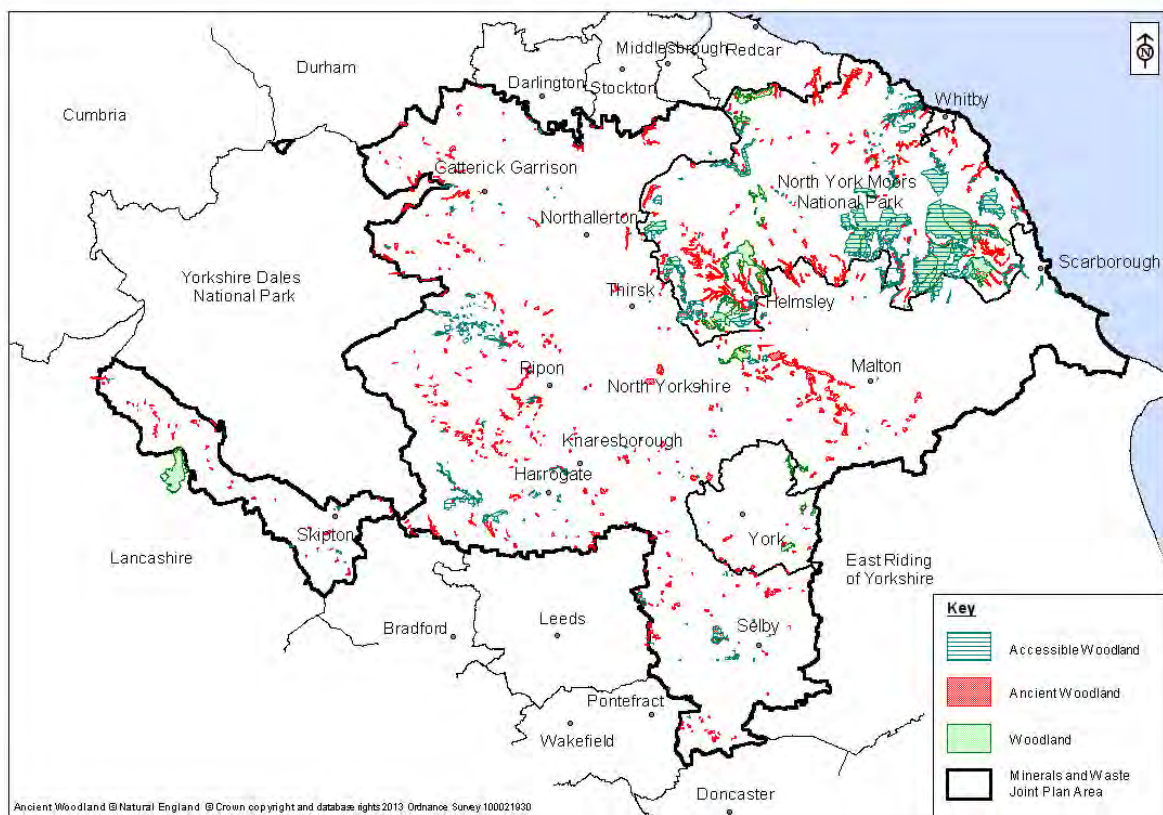 Middlesbrough
Redcar
Durham
Darlington
Stockton
N
Cumbria
Whitby
Gatterick Garrison
North York Moors
National Park
Northallerton
Scarborough
Yorkshire Dales
National Park
Thirsk
Helmsley
Ripon
North Yorkshire
Malton
Knaresborough
Harrogate
Skipton
York
Lancashire
East Riding
of Yorkshire
Bradford
Leeds
Selby
Pontefract
Wakefield
Doncaster
Key
Accessible Woodland
Ancient Woodland
Woodland
Minerals and Waste
Joint Plan Area
Ancient Woodland © Natural England © Crown copyright and database rights 2013 Ordnance Survey 100021930